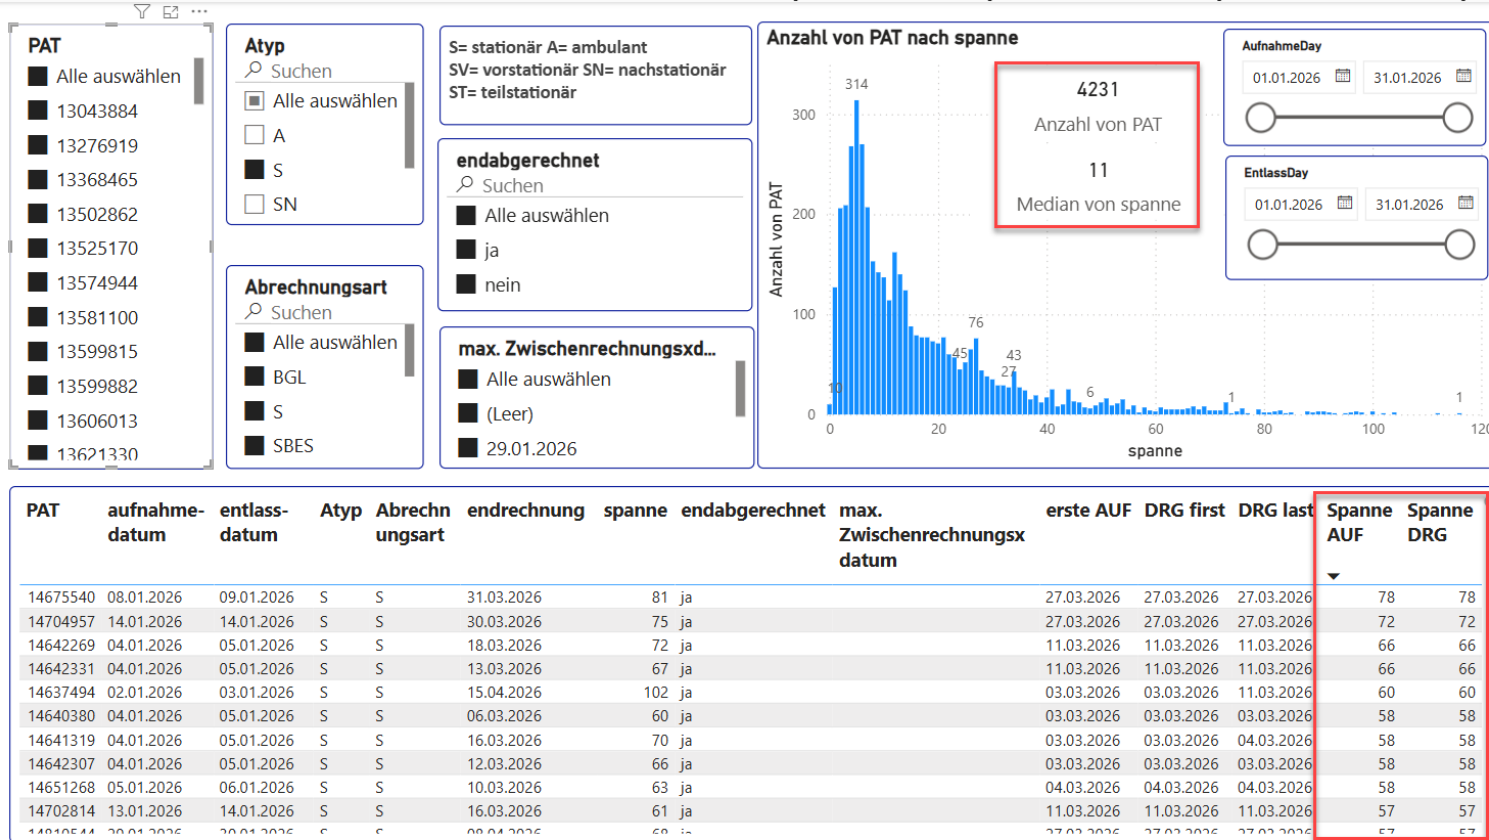 PAT
Alle auswählen
13043884
13276919
13368465
13502862
13525170
13574944
13581100
13599815
13599882
13606013
13621330
Atyp
Suchen
Alle auswählen
A
S
SN
Abrechnungsart
Suchen
Alle auswählen
BGL
S
SBES
S= stationär A= ambulant
SV= vorstationär SN= nachstationär
ST= teilstationär
endabgerechnet
Suchen
Alle auswählen
ja
nein
max. Zwischenrechnungsxd...
Alle auswählen
(Leer)
29.01.2026
Anzahl von PAT nach spanne
4231
Anzahl von PAT
11
Median von spanne
Anzahl von PAT
300
200
100
0
314
10
45
76
27
43
6
1
1
0 20 40 60 80 100 120
spanne
AufnahmeDay
01.01.2026 31.01.2026
EntlassDay
01.01.2026 31.01.2026
PAT aufnahme- entlass- Atyp Abrechn endrechnung spanne endabgerechnet max. erste AUF DRG first DRG last Spanne Spanne
datum datum ungsart Zwischenrechnungsx AUF DRG
datum
14675540 08.01.2026 09.01.2026 S S 31.03.2026 81 ja 27.03.2026 27.03.2026 27.03.2026 78 78
14704957 14.01.2026 14.01.2026 S S 30.03.2026 75 ja 27.03.2026 27.03.2026 27.03.2026 72 72
14642269 04.01.2026 05.01.2026 S S 18.03.2026 72 ja 11.03.2026 11.03.2026 11.03.2026 66 66
14642331 04.01.2026 05.01.2026 S S 13.03.2026 67 ja 11.03.2026 11.03.2026 11.03.2026 66 66
14637494 02.01.2026 03.01.2026 S S 15.04.2026 102 ja 03.03.2026 03.03.2026 11.03.2026 60 60
14640380 04.01.2026 05.01.2026 S S 06.03.2026 60 ja 03.03.2026 03.03.2026 03.03.2026 58 58
14641319 04.01.2026 05.01.2026 S S 16.03.2026 70 ja 03.03.2026 03.03.2026 04.03.2026 58 58
14642307 04.01.2026 05.01.2026 S S 12.03.2026 66 ja 03.03.2026 03.03.2026 03.03.2026 58 58
14651268 05.01.2026 06.01.2026 S S 10.03.2026 63 ja 04.03.2026 04.03.2026 04.03.2026 58 58
14702814 13.01.2026 14.01.2026 S S 16.03.2026 61 ja 11.03.2026 11.03.2026 11.03.2026 57 57